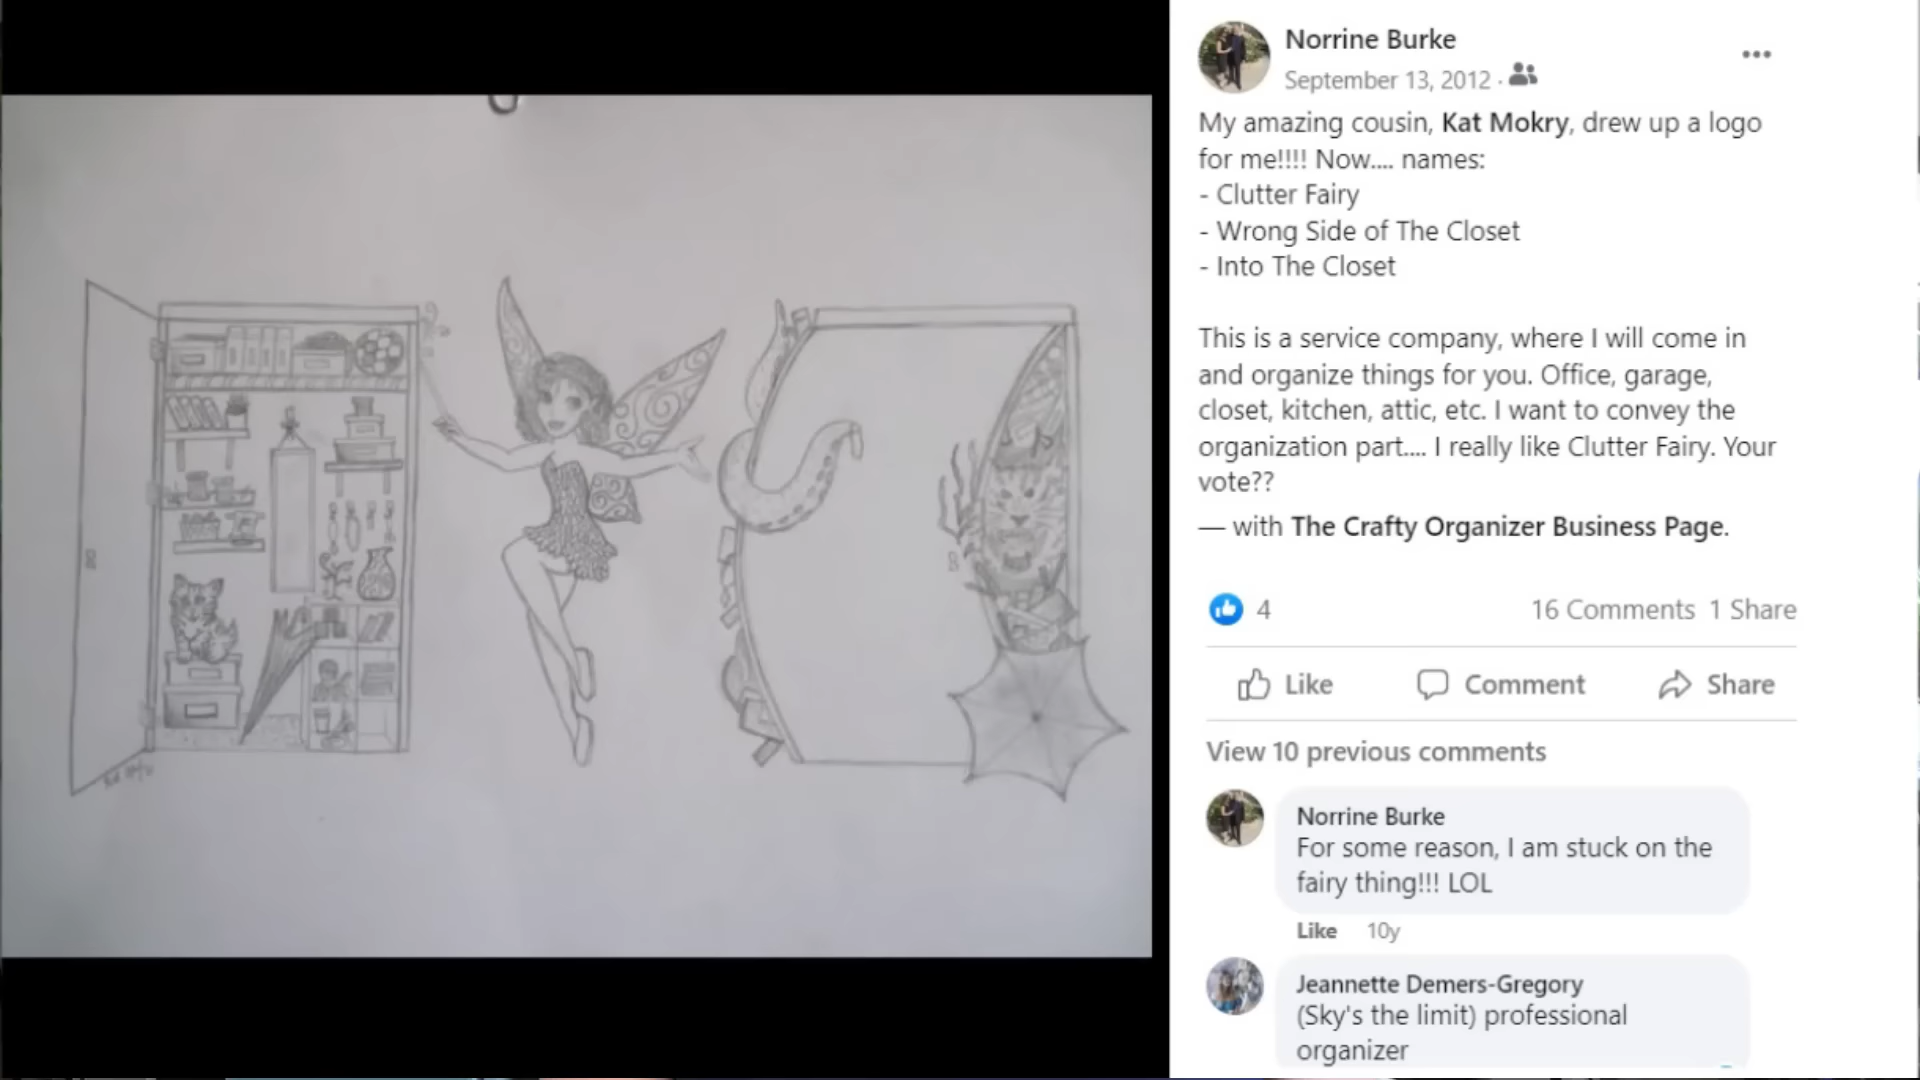 Norrine Burke
September 13, 2012 ·
My amazing cousin, Kat Mokry, drew up a logo
for me!!!! Now.... names:
- Clutter Fairy
- Wrong Side of The Closet
- Into The Closet
This is a service company, where I will come in
and organize things for you. Office, garage,
closet, kitchen, attic, etc. I want to convey the
organization part.... I really like Clutter Fairy. Your
vote??
— with The Crafty Organizer Business Page.
4
16 Comments 1 Share
Like Comment Share
View 10 previous comments
Norrine Burke
For some reason, I am stuck on the
fairy thing!!! LOL
Like 10y
Jeannette Demers-Gregory
(Sky's the limit) professional
organizer